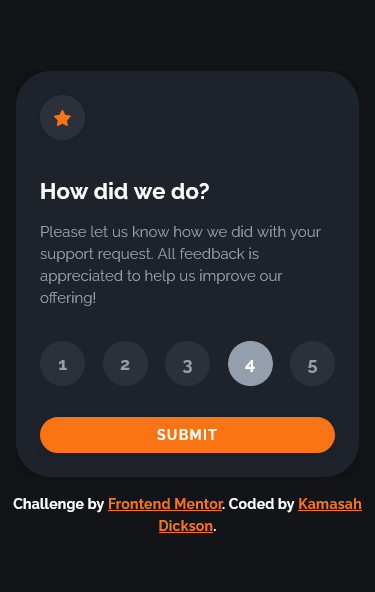 How did we do?
Please let us know how we did with your
support request. All feedback is
appreciated to help us improve our
offering!
1 2 3 4 5
SUBMIT
Challenge by Frontend Mentor. Coded by Kamasah
Dickson.